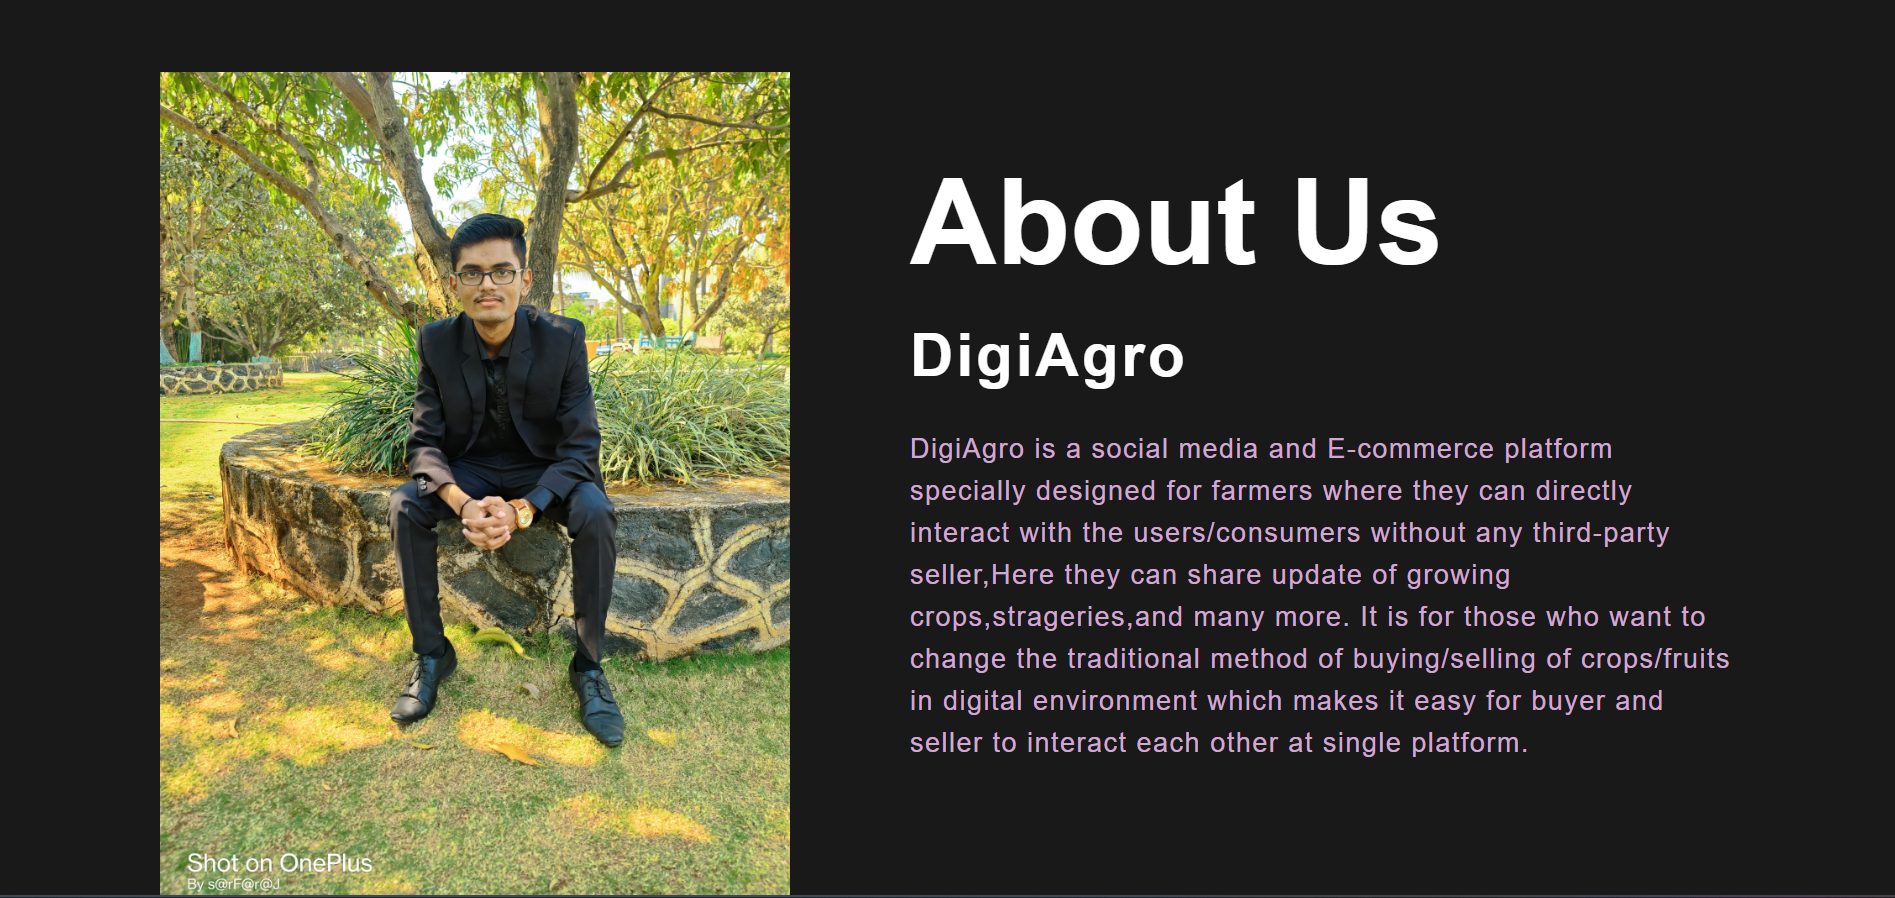 About Us
DigiAgro
DigiAgro is a social media and E-commerce platform
specially designed for farmers where they can directly
interact with the users/consumers without any third-party
seller,Here they can share update of growing
crops,strageries,and many more. It is for those who want to
change the traditional method of buying/selling of crops/fruits
in digital environment which makes it easy for buyer and
seller to interact each other at single platform.
Shot on OnePlus
By s@rF@r@J